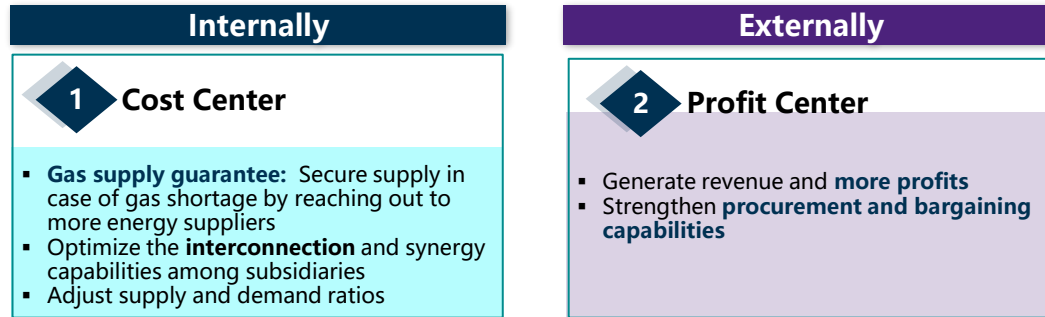 Internally
1 Cost Center
▪ Gas supply guarantee: Secure supply in
case of gas shortage by reaching out to
more energy suppliers
▪ Optimize the interconnection and synergy
capabilities among subsidiaries
▪ Adjust supply and demand ratios
Externally
2 Profit Center
▪ Generate revenue and more profits
▪ Strengthen procurement and bargaining
capabilities